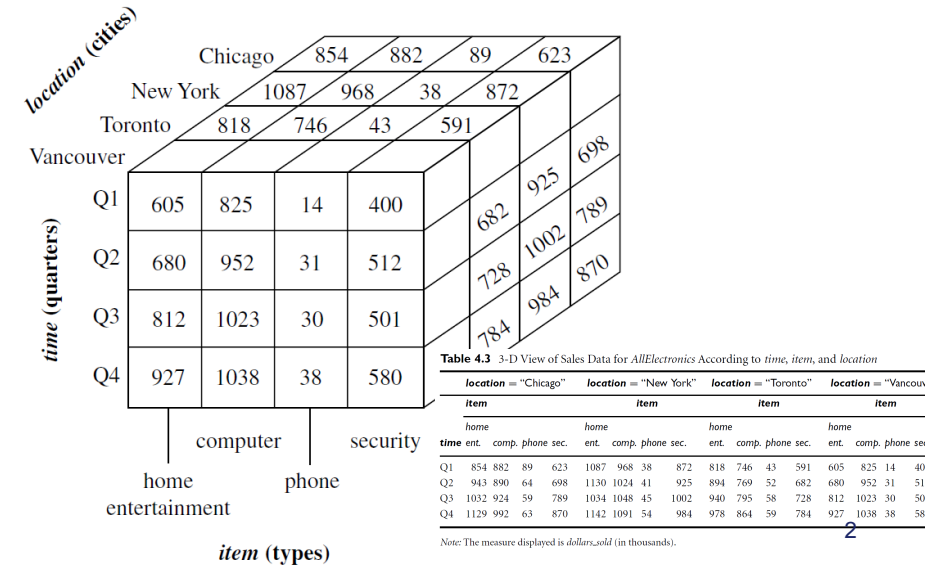 location (cities)
Chicago 854 882 89 623
New York 1087 968 38 872
Toronto 818 746 43 591
Vancouver
time (quarters)
Q1 605 825 14 400
Q2 680 952 31 512
Q3 812 1023 30 501
Q4 927 1038 38 580
682 925 698
728 1002 789
784 984 870
computer security
home phone
entertainment
item (types)
Table 4.3 3-D View of Sales Data for AllElectronics According to time, item, and location
location = "Chicago" location = "New York" location = "Toronto" location = "Vancouv
item item item item
home home home home
time ent. comp. phone sec. ent. comp. phone sec. ent. comp. phone sec. ent. comp. phone sec
Q1 854 882 89 623 1087 968 38 872 818 746 43 591 605 825 14 40
Q2 943 890 64 698 1130 1024 41 925 894 769 52 682 680 952 31 51
Q3 1032 924 59 789 1034 1048 45 1002 940 795 58 728 812 1023 30 50
Q4 1129 992 63 870 1142 1091 54 984 978 864 59 784 927 1038 38 58
2
Note: The measure displayed is dollars_sold (in thousands).